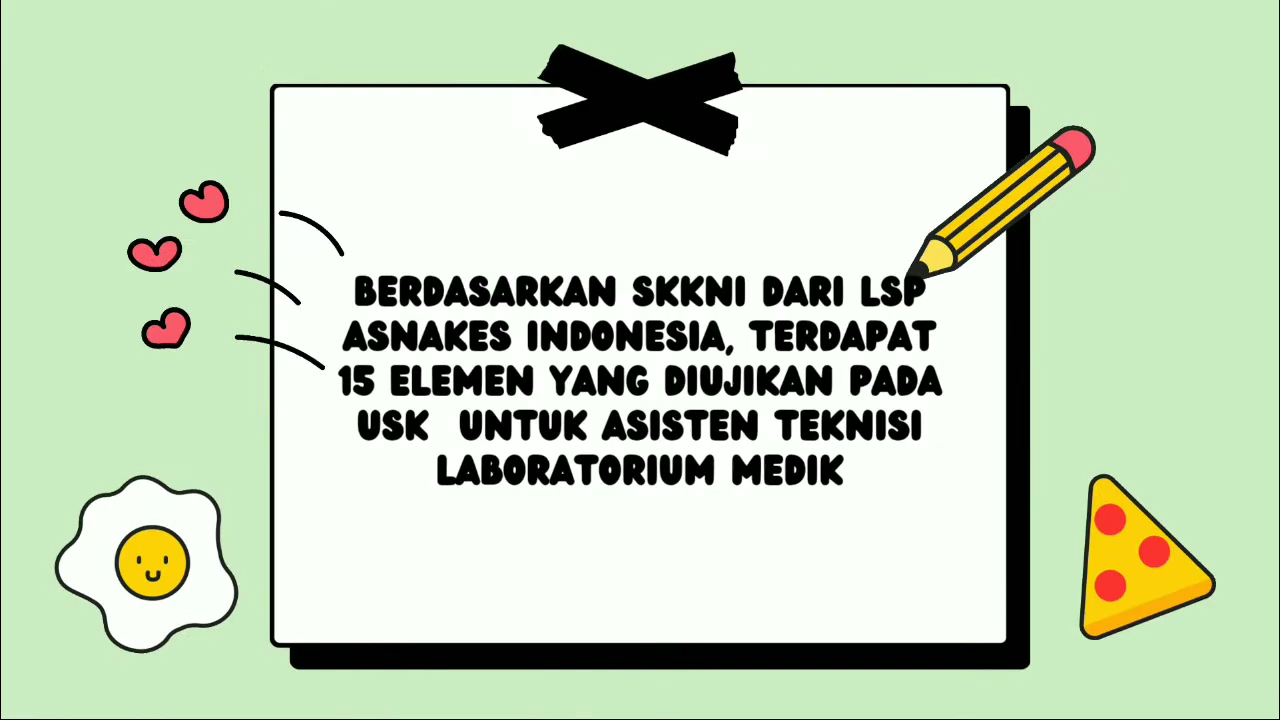 BERDASARKAN SKKNI DARI LSP
ASNAKES INDONESIA, TERDAPAT
15 ELEMEN YANG DIUJIKAN PADA
USK UNTUK ASISTEN TEKNISI
LABORATORIUM MEDIK